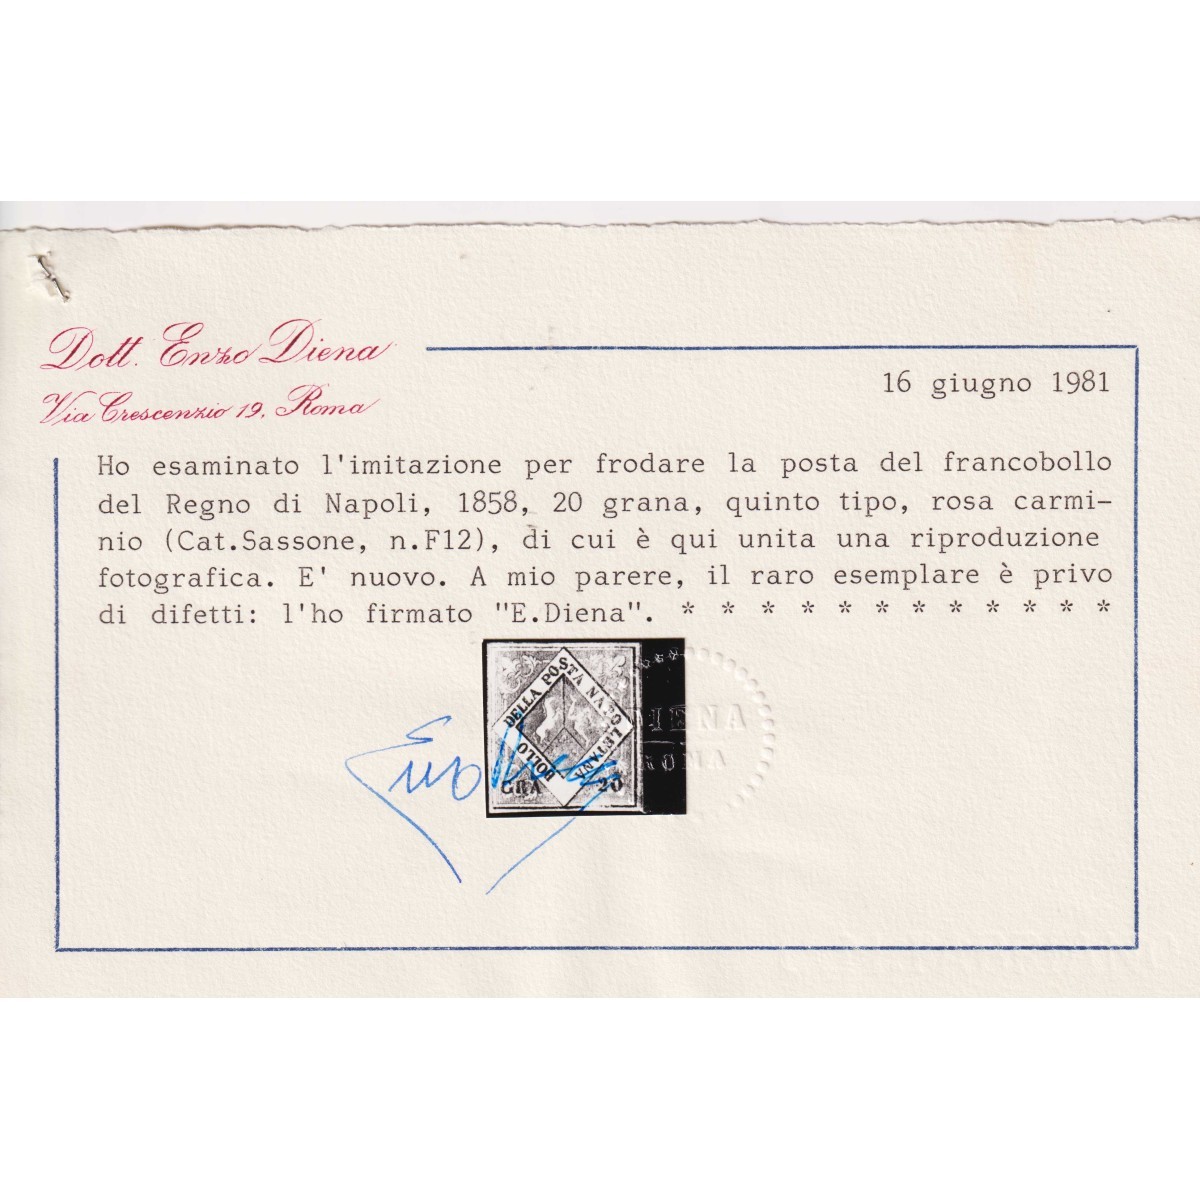 Dott. Enzo Diena
Via Crescenzio 19, Roma
16 giugno 1981
Ho esaminato l'imitazione per frodare la posta del francobollo
del Regno di Napoli, 1858, 20 grana, quinto tipo, rosa carmi-
nio (Cat.Sassone, n.F12), di cui è qui unita una riproduzione
fotografica. E' nuovo. A mio parere, il raro esemplare è privo
di difetti: l'ho firmato "E.Diena". * * * * * * * * * * * *
BOLLO DELLA POSTA NAPOLETANA
GRA 20
DIENA
ROMA